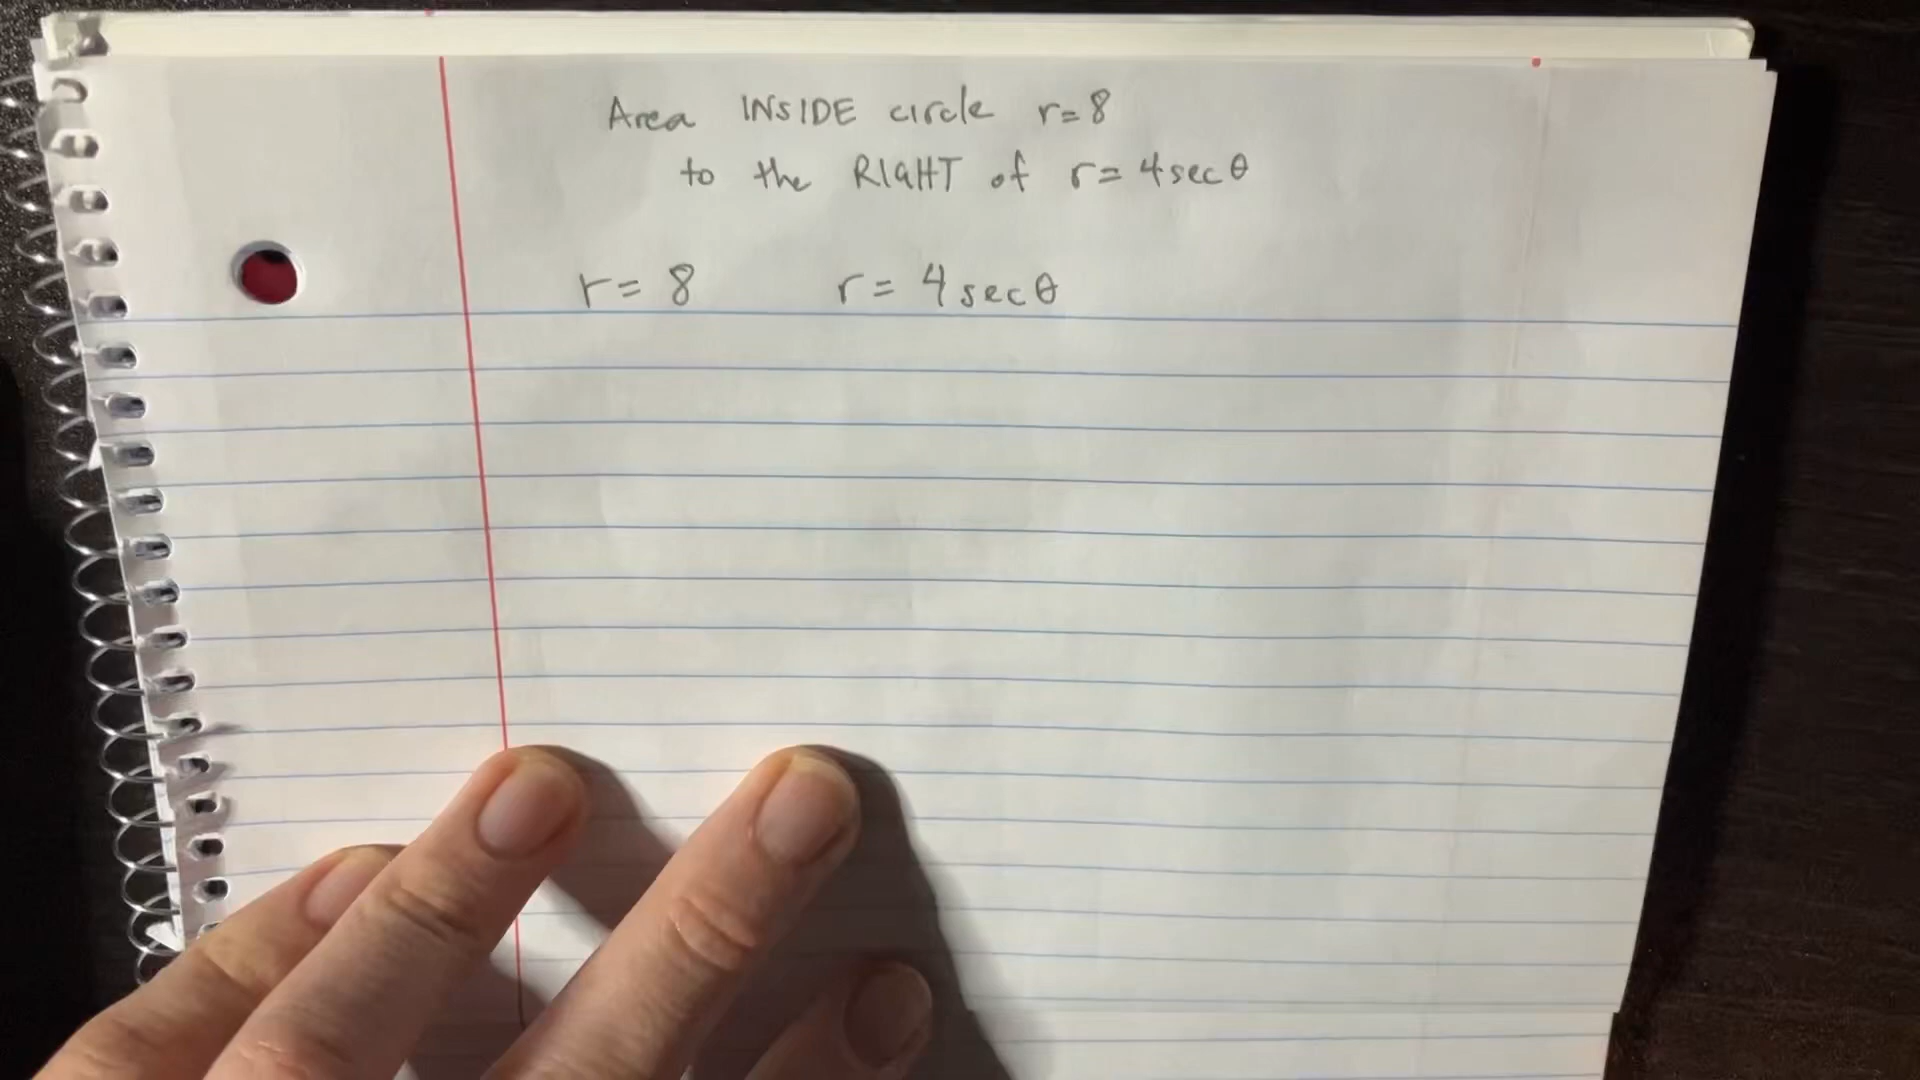 Area INSIDE circle r=8
to the RIGHT of r= 4secθ
r= 8 r= 4secθ